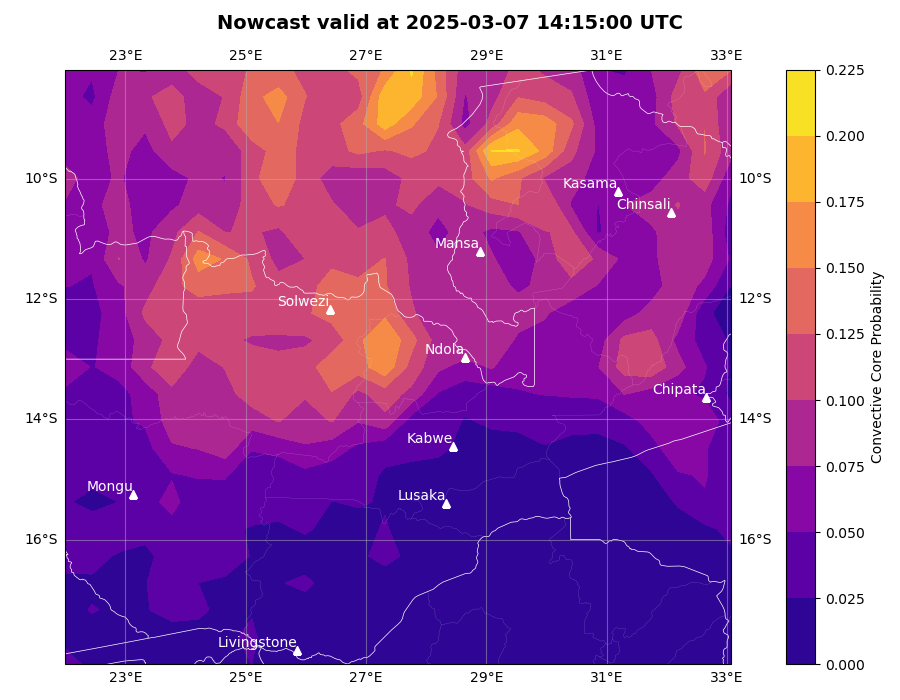 Nowcast valid at 2025-03-07 14:15:00 UTC
23°E 25°E 27°E 29°E 31°E 33°E
0.225
0.200
0.175
10°S Kasama 10°S
Chinsali
Mansa
0.150
12°S Solwezi 12°S
0.125
Ndola
Chipata
0.100
14°S 14°S
Kabwe
0.075
Mongu
Lusaka
0.050
16°S 16°S
0.025
Livingstone
0.000
23°E 25°E 27°E 29°E 31°E 33°E
Convective Core Probability